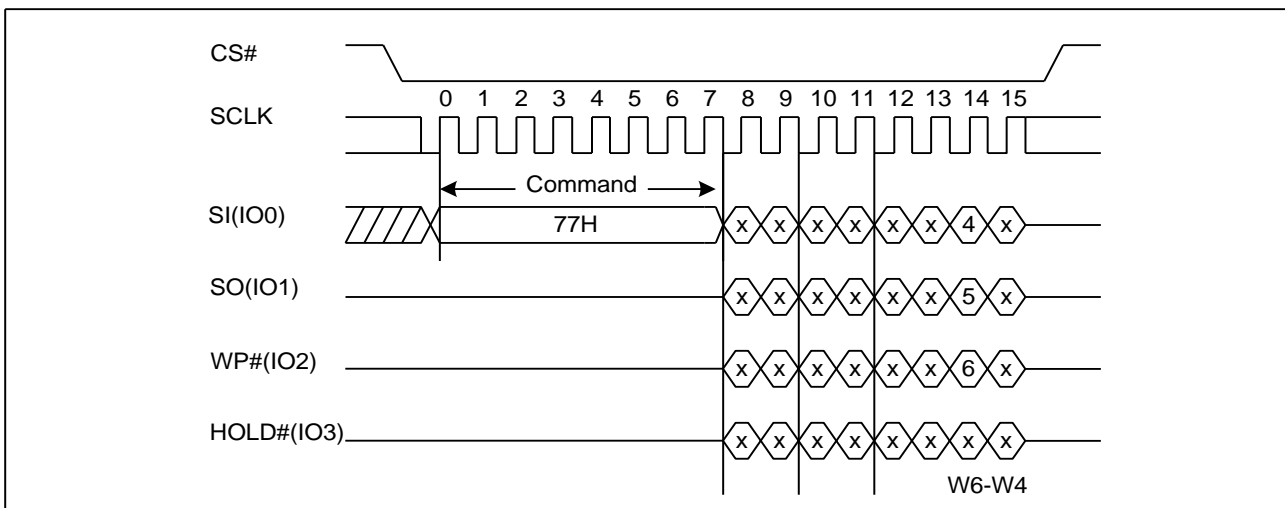 CS#
0 1 2 3 4 5 6 7 8 9 10 11 12 13 14 15
SCLK
Command
SI(IO0) 77H x x x x x x 4 x
SO(IO1) x x x x x x 5 x
WP#(IO2) x x x x x x 6 x
HOLD#(IO3) x x x x x x x x
W6-W4